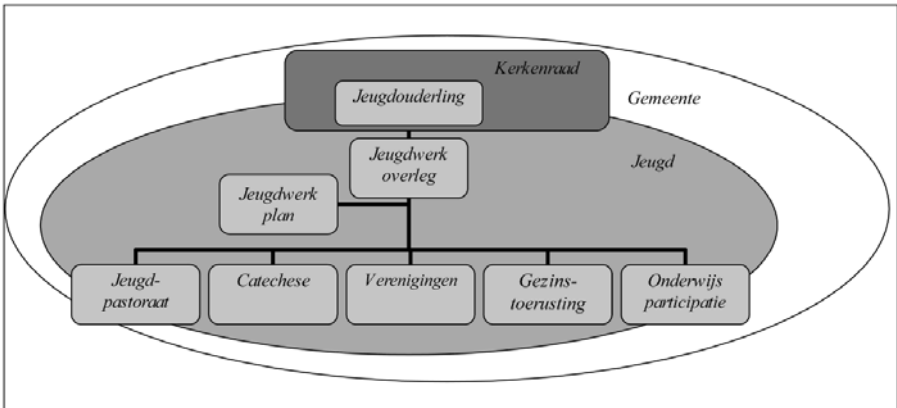 Kerkenraad
Jeugdouderling
Gemeente
Jeugdwerk
overleg
Jeugd
Jeugdwerk
plan
Jeugd-
pastoraat
Catechese
Verenigingen
Gezins-
toerusting
Onderwijs
participatie